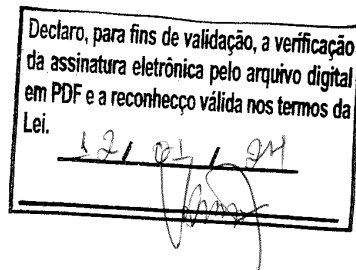 Declaro, para fins de validação, a verificação
da assinatura eletrônica pelo arquivo digital
em PDF e a reconhecço válida nos termos da
Lei.